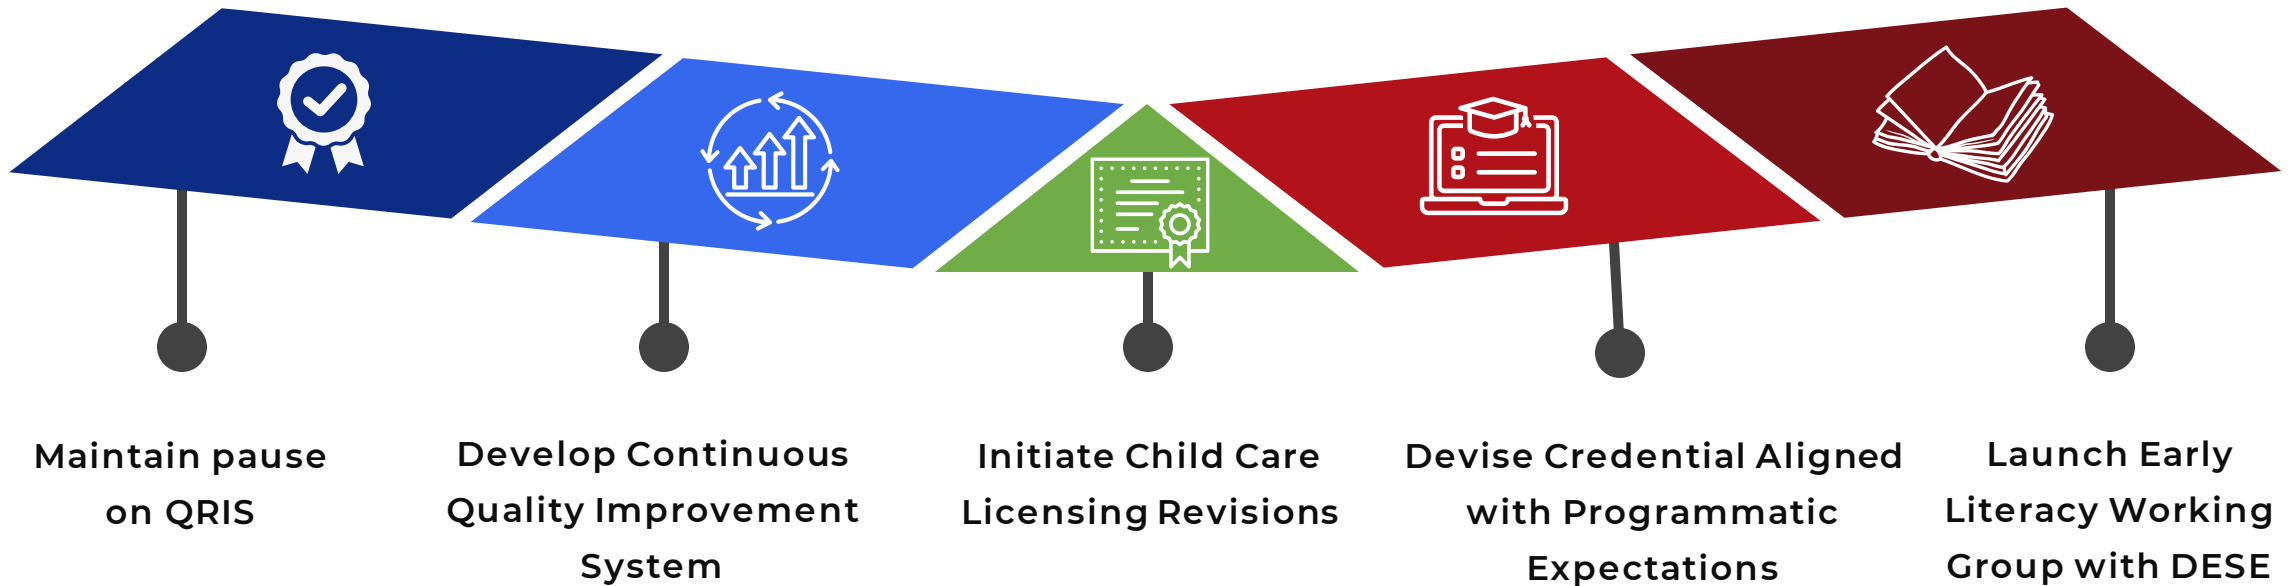 Maintain pause
on QRIS
Develop Continuous
Quality Improvement
System
Initiate Child Care
Licensing Revisions
Devise Credential Aligned
with Programmatic
Expectations
Launch Early
Literacy Working
Group with DESE